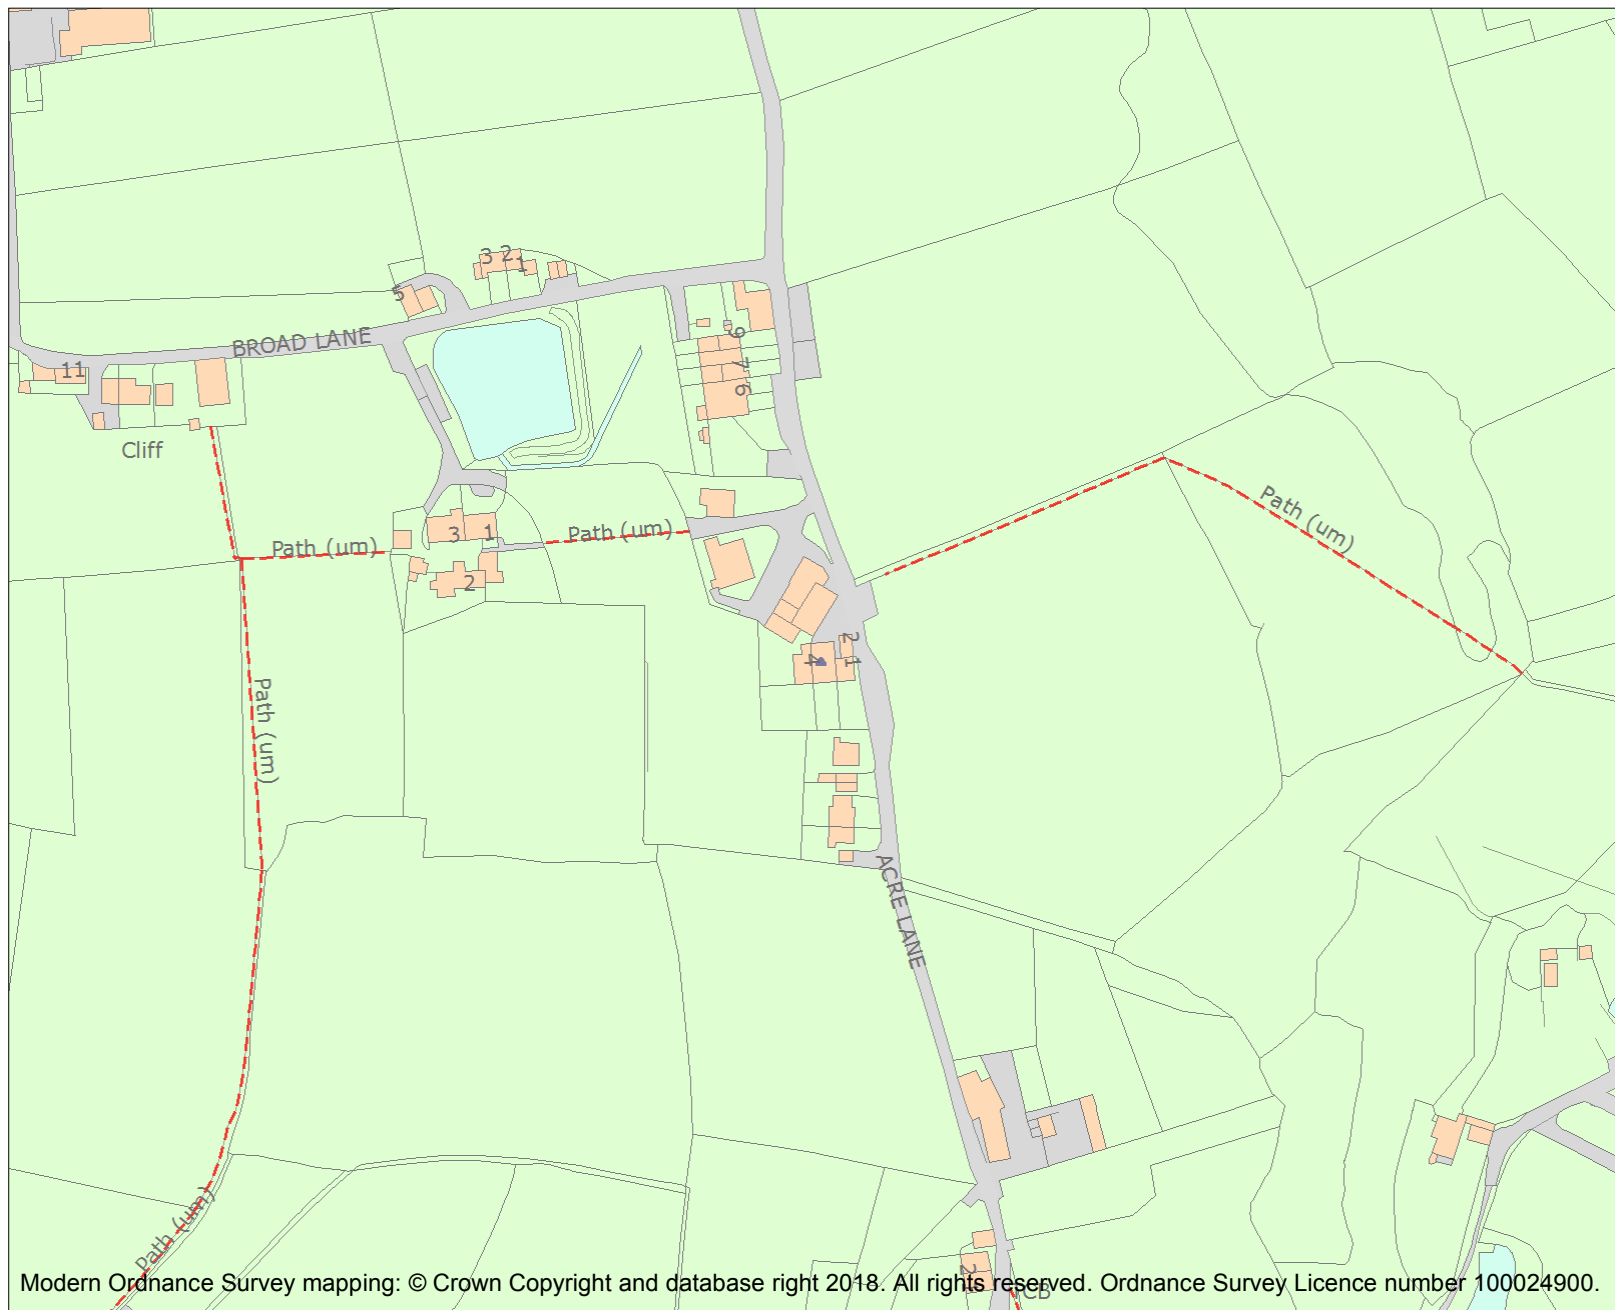 3 2 1
5
BROAD LANE
11
9
7
6
Cliff
Path (um)
3 1
Path (um)
Path (um)
2
2
1
4
Path (um)
ACRE LANE
Path (um)
2
CB
Modern Ordnance Survey mapping: © Crown Copyright and database right 2018. All rights reserved. Ordnance Survey Licence number 100024900.